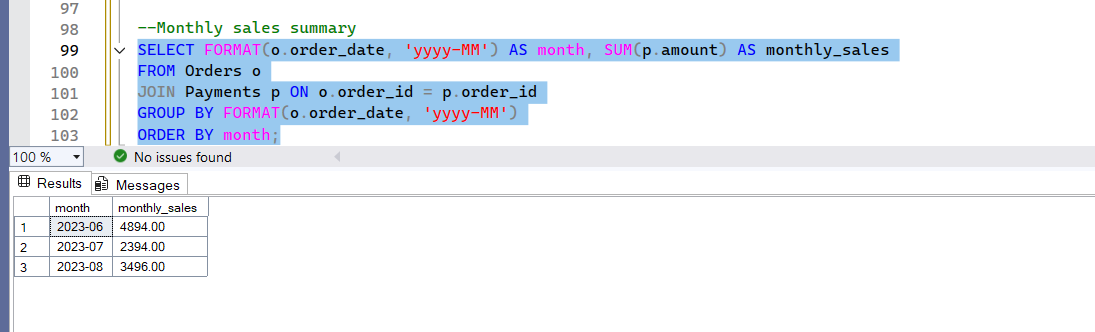 97
98 --Monthly sales summary
99 SELECT FORMAT(o.order_date, 'yyyy-MM') AS month, SUM(p.amount) AS monthly_sales
100 FROM Orders o
101 JOIN Payments p ON o.order_id = p.order_id
102 GROUP BY FORMAT(o.order_date, 'yyyy-MM')
103 ORDER BY month;
100 % No issues found
Results Messages
month monthly_sales
1 2023-06 4894.00
2 2023-07 2394.00
3 2023-08 3496.00